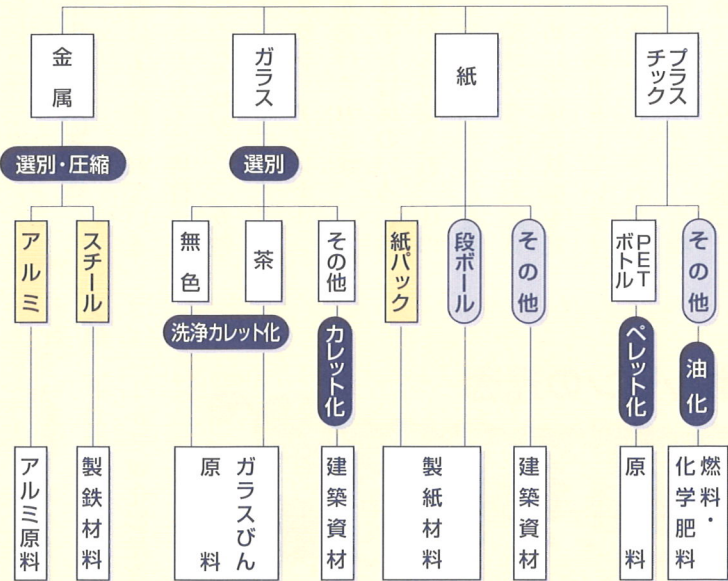 金属
ガラス
紙
プラスチック
選別・圧縮
選別
アルミ
スチール
無色
茶
その他
紙パック
段ボール
その他
PETボトル
その他
洗浄カレット化
カレット化
ペレット化
油化
アルミ原料
製鉄材料
ガラスびん原料
建築資材
製紙材料
建築資材
原料
燃料・化学肥料